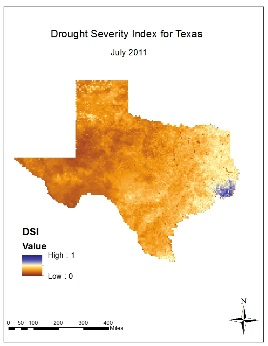 Drought Severity Index for Texas
July 2011
DSI
Value
High : 1
Low : 0
0 50 100 200 300 400
Miles
N